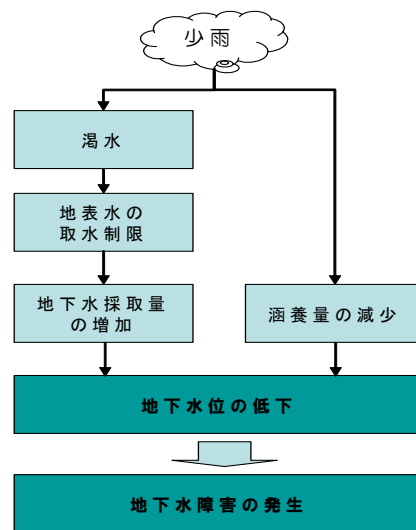 少雨
渇水
地表水の
取水制限
地下水採取量
の増加
涵養量の減少
地下水位の低下
地下水障害の発生